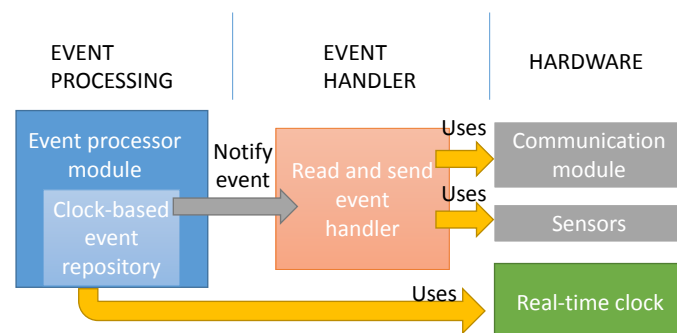 EVENT
PROCESSING
EVENT
HANDLER
HARDWARE
Event processor
module
Clock-based
event
repository
Notify
event
Read and send
event
handler
Uses
Communication
module
Uses
Sensors
Uses
Real-time clock